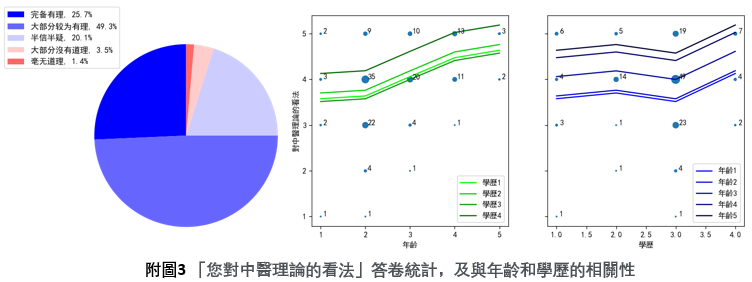 完备有理, 25.7%
大部分较为有理, 49.3%
半信半疑, 20.1%
大部分沒有道理, 3.5%
毫无道理, 1.4%
對中醫理論的看法
5 2 9 10 13 3
4 3 35 20 11 2
3 2 22 4 1
2 4 1
1 1 1
學歷1
學歷2
學歷3
學歷4
1 2 3 4 5
年齡
6 5 19 7
4 14 49 4
3 1 23 2
1 4
1 1
年齡1
年齡2
年齡3
年齡4
年齡5
1.0 1.5 2.0 2.5 3.0 3.5 4.0
學歷
附圖3 「您對中醫理論的看法」答卷統計，及與年齡和學歷的相關性